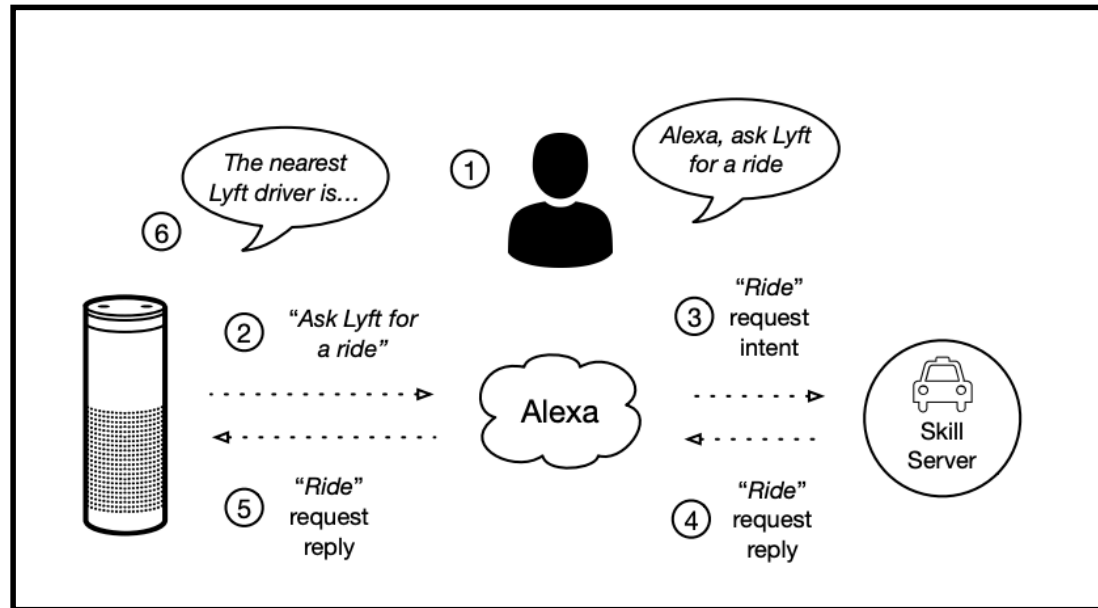 The nearest
Lyft driver is…
6
1
Alexa, ask Lyft
for a ride
2
“Ask Lyft for
a ride”
3
“Ride”
request
intent
Alexa
Skill
Server
5
“Ride”
request
reply
4
“Ride”
request
reply